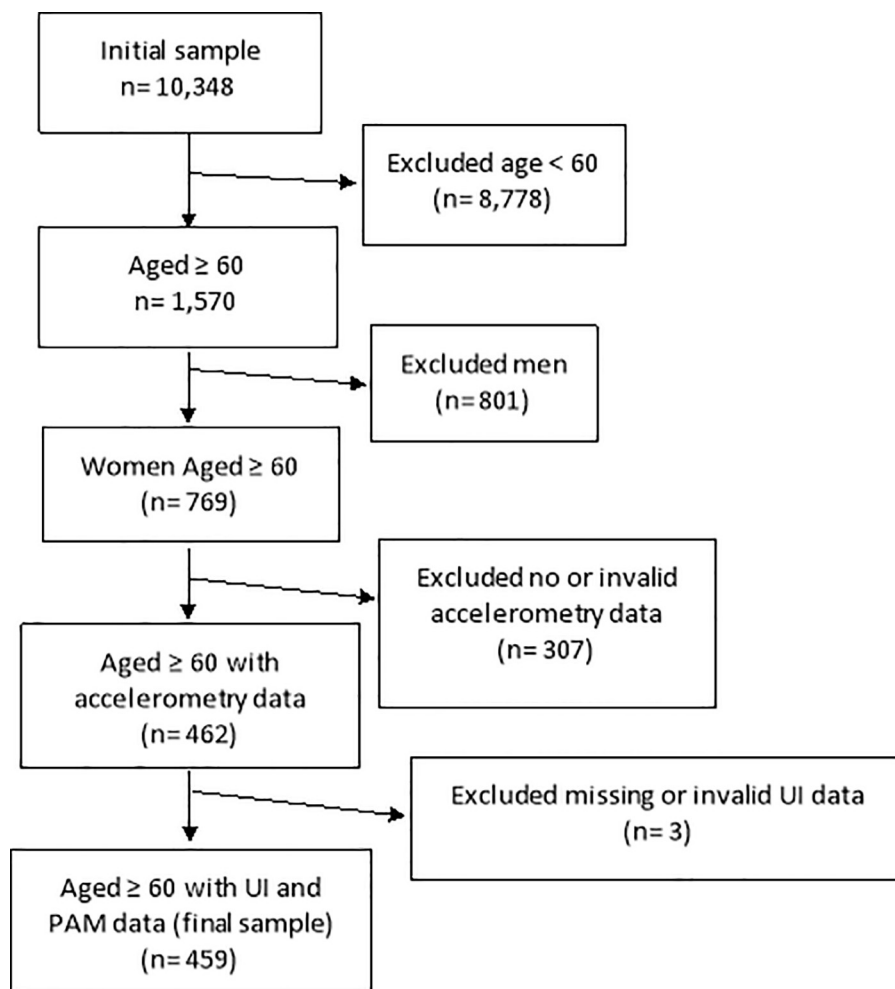 Initial sample
n= 10,348
Excluded age < 60
(n= 8,778)
Aged ≥ 60
n= 1,570
Excluded men
(n= 801)
Women Aged ≥ 60
(n= 769)
Excluded no or invalid
accelerometry data
(n= 307)
Aged ≥ 60 with
accelerometry data
(n= 462)
Excluded missing or invalid UI data
(n= 3)
Aged ≥ 60 with UI and
PAM data (final sample)
(n= 459)